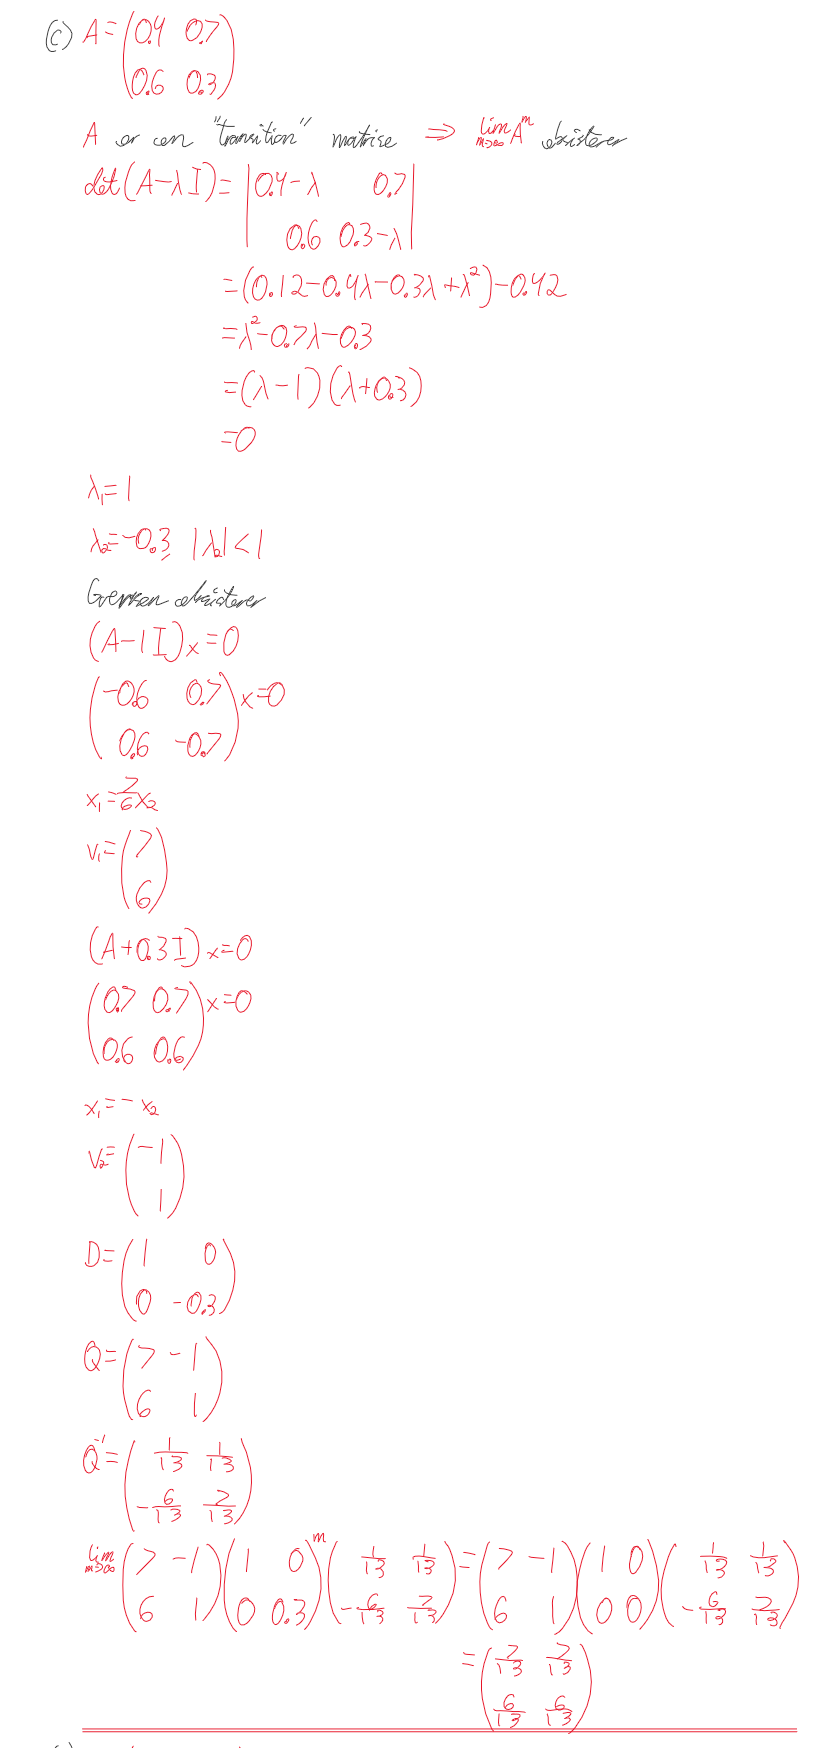 (c) A = (0.4 0.7
0.6 0.3)
A er en "transition" matrise ⇒ lim m→∞ A^m eksisterer
det(A-λI) = |0.4-λ 0.7
0.6 0.3-λ|
=(0.12-0.4λ-0.3λ+λ²)-0.42
=λ²-0.7λ-0.3
=(λ-1)(λ+0.3)
=0
λ₁=1
λ₂=-0.3, |λ₂|<1
Grensen eksisterer
(A-1I)x=0
(-0.6 0.7
0.6 -0.7)x=0
x₁=7/6x₂
v₁=(7
6)
(A+0.3I)x=0
(0.7 0.7
0.6 0.6)x=0
x₁=-x₂
v₂=(-1
1)
D=(1 0
0 -0.3)
Q=(7 -1
6 1)
Q⁻¹=(1/13 1/13
-6/13 7/13)
lim m→∞ (7 -1 (1 0 ^m (1/13 1/13 =(7 -1 (1 0 (1/13 1/13
6 1) 0 0.3) -6/13 7/13) 6 1) 0 0) -6/13 7/13)
=(7/13 7/13
6/13 6/13)